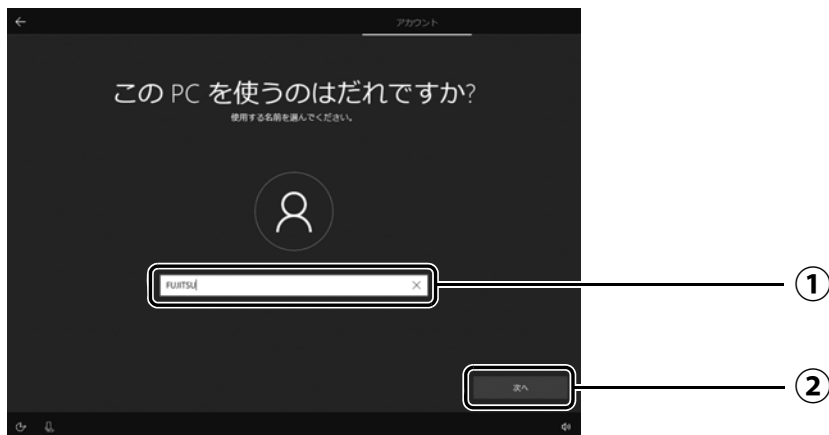 アカウント
この PC を使うのはだれですか?
使用する名前を選んでください。
FUJITSU
①
次へ
②